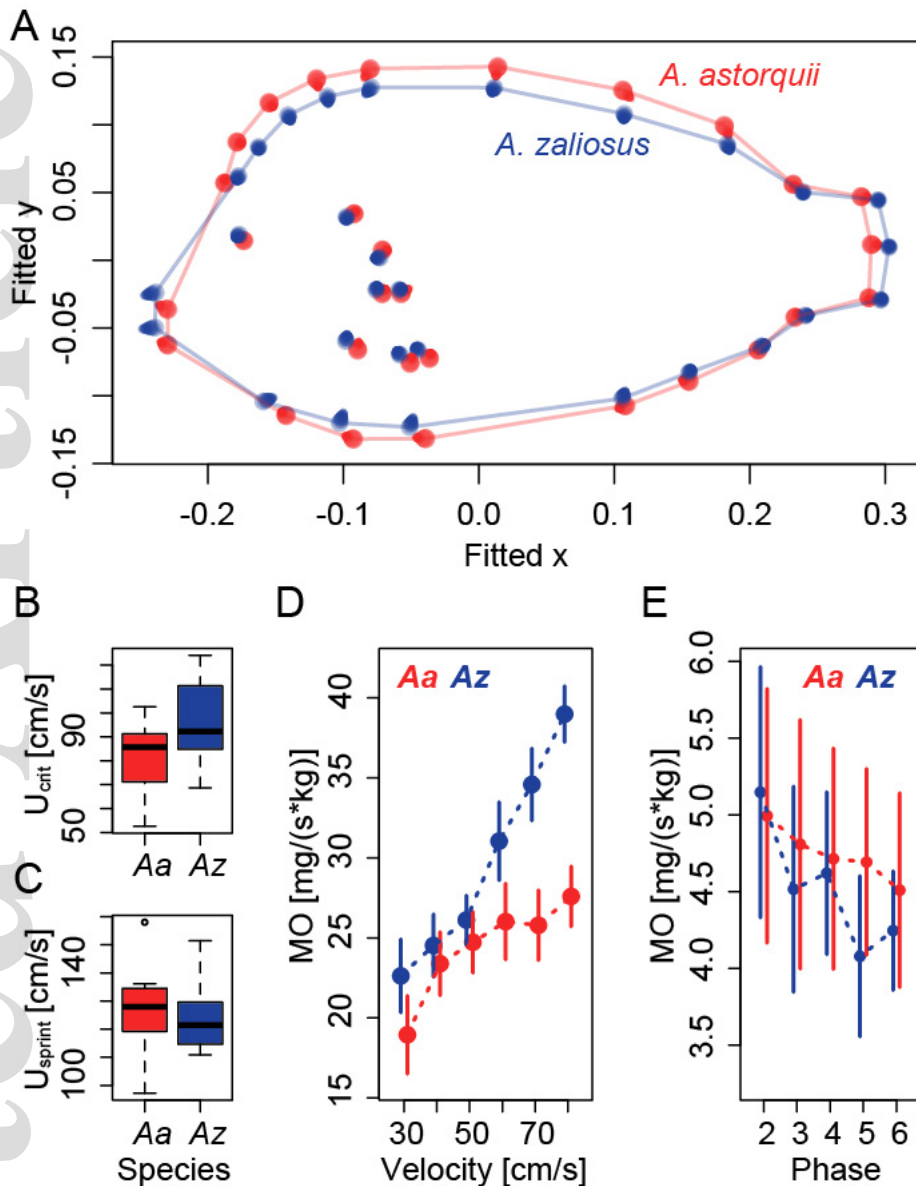 A
A. astorquii
A. zaliosus
Fitted y
0.15
0.05
-0.05
-0.15
-0.2 -0.1 0.0 0.1 0.2 0.3
Fitted x
B
Ucrit [cm/s]
90
50
Aa Az
C
Usprint [cm/s]
140
100
Aa Az
Species
D
Aa Az
MO [mg/(s*kg)]
40
35
30
25
20
15
30 50 70
Velocity [cm/s]
E
Aa Az
MO [mg/(s*kg)]
6.0
5.5
5.0
4.5
4.0
3.5
2 3 4 5 6
Phase